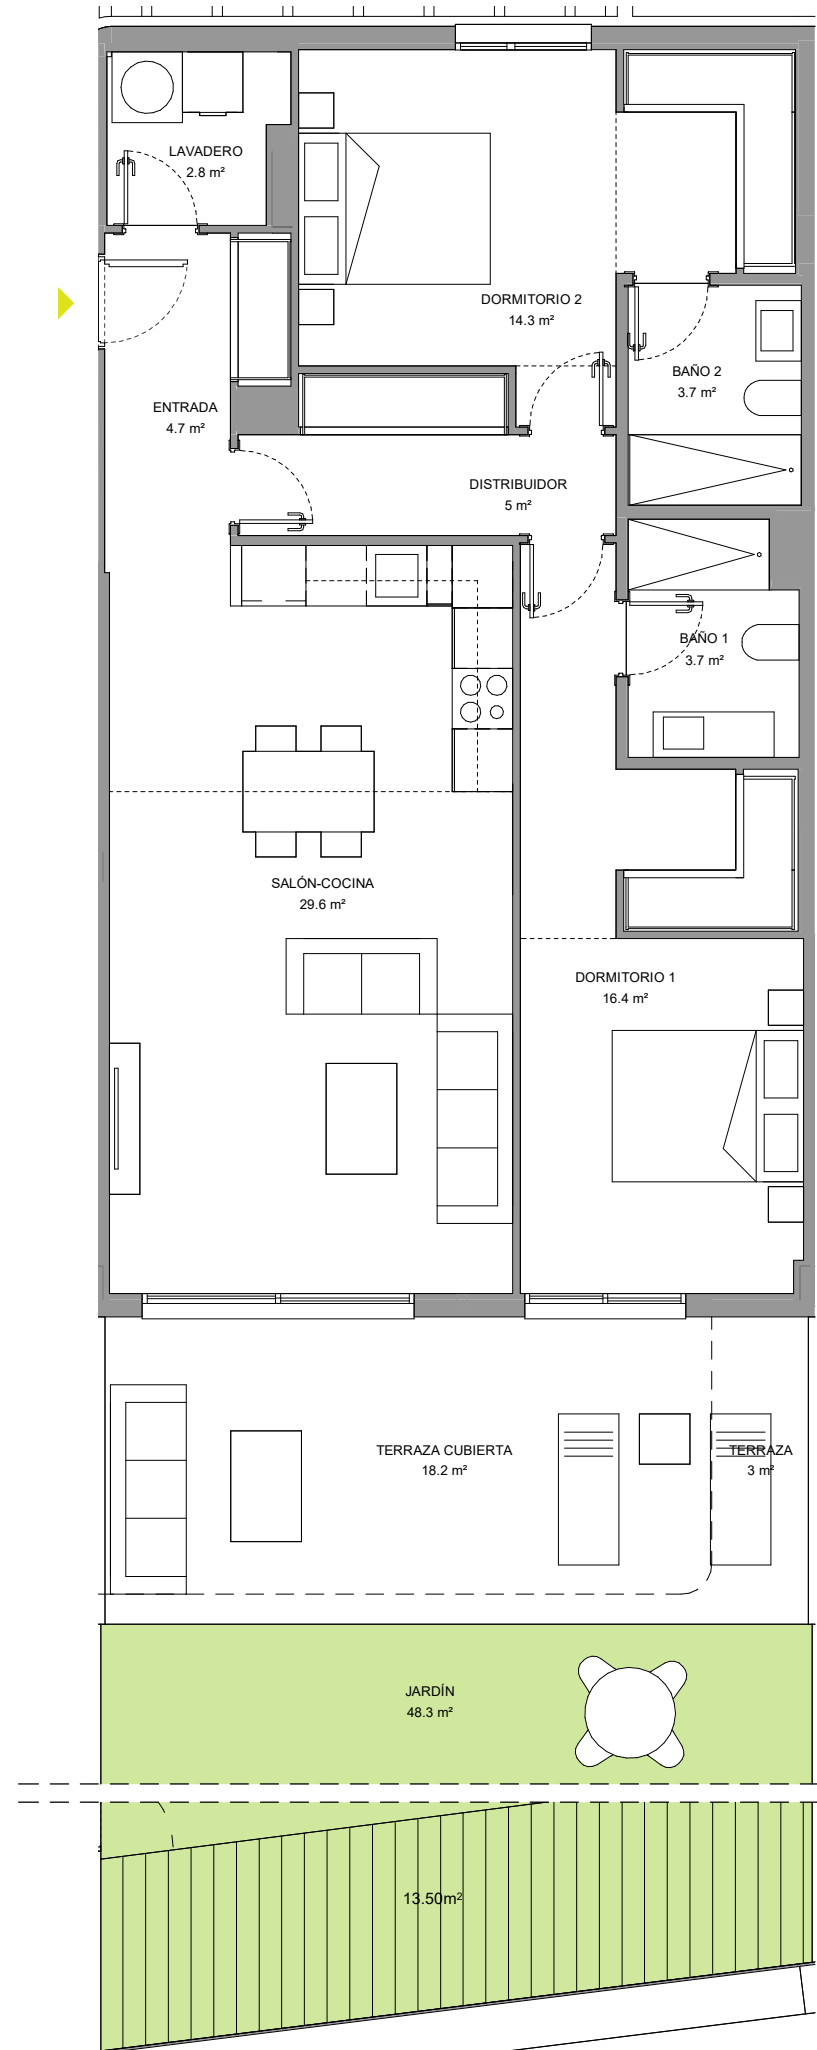 LAVADERO
2.8 m²
DORMITORIO 2
14.3 m²
BAÑO 2
3.7 m²
ENTRADA
4.7 m²
DISTRIBUIDOR
5 m²
BAÑO 1
3.7 m²
SALÓN-COCINA
29.6 m²
DORMITORIO 1
16.4 m²
TERRAZA CUBIERTA
18.2 m²
TERRAZA
3 m²
JARDÍN
48.3 m²
13.50m²